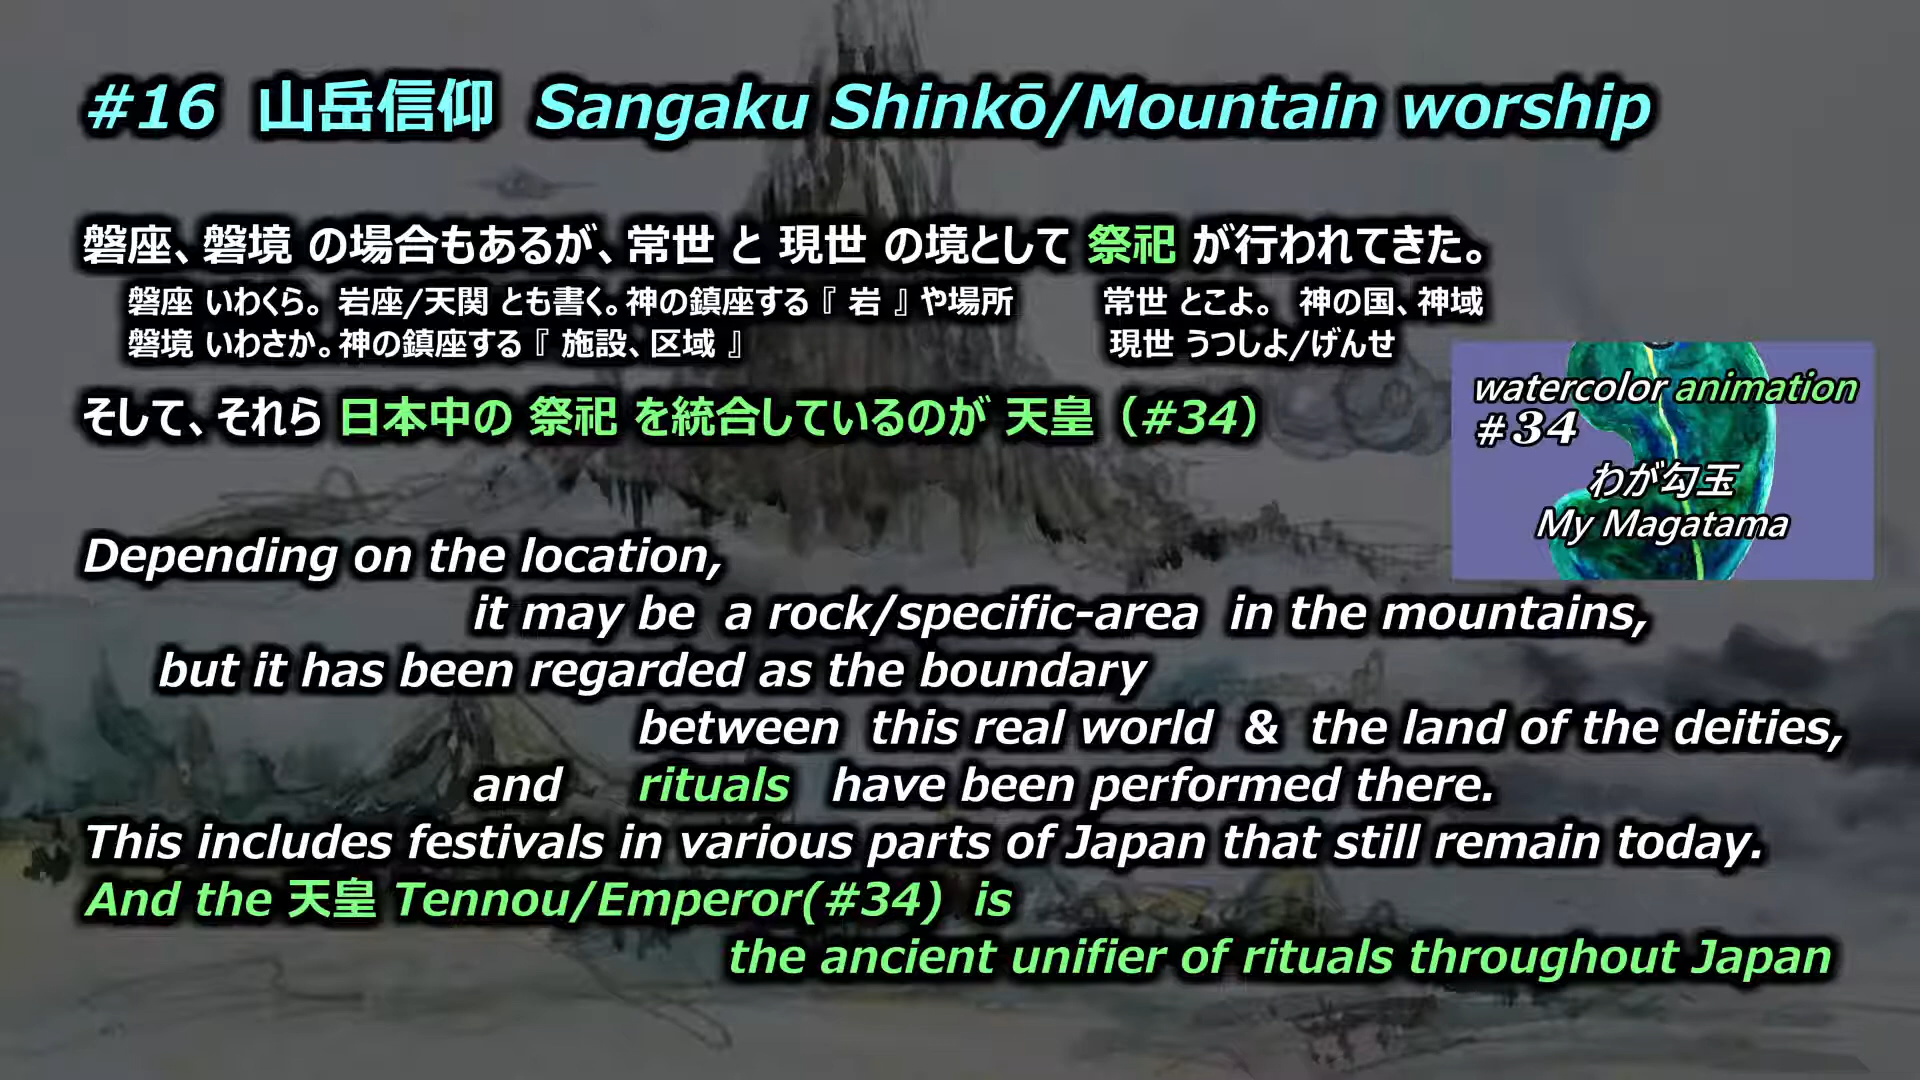 #16 山岳信仰 Sangaku Shinkō/Mountain worship
磐座、磐境 の場合もあるが、常世 と 現世 の境として 祭祀 が行われてきた。
磐座 いわくら。岩座/天関 とも書く。神の鎮座する『 岩 』や場所
常世 とこよ。 神の国、神域
磐境 いわさか。神の鎮座する『 施設、区域 』
現世 うつしよ/げんせ
そして、それら 日本中の 祭祀 を統合しているのが 天皇（#34）
watercolor animation
#34
わが勾玉
My Magatama
Depending on the location,
it may be a rock/specific-area in the mountains,
but it has been regarded as the boundary
between this real world & the land of the deities,
and rituals have been performed there.
This includes festivals in various parts of Japan that still remain today.
And the 天皇 Tennou/Emperor(#34) is
the ancient unifier of rituals throughout Japan